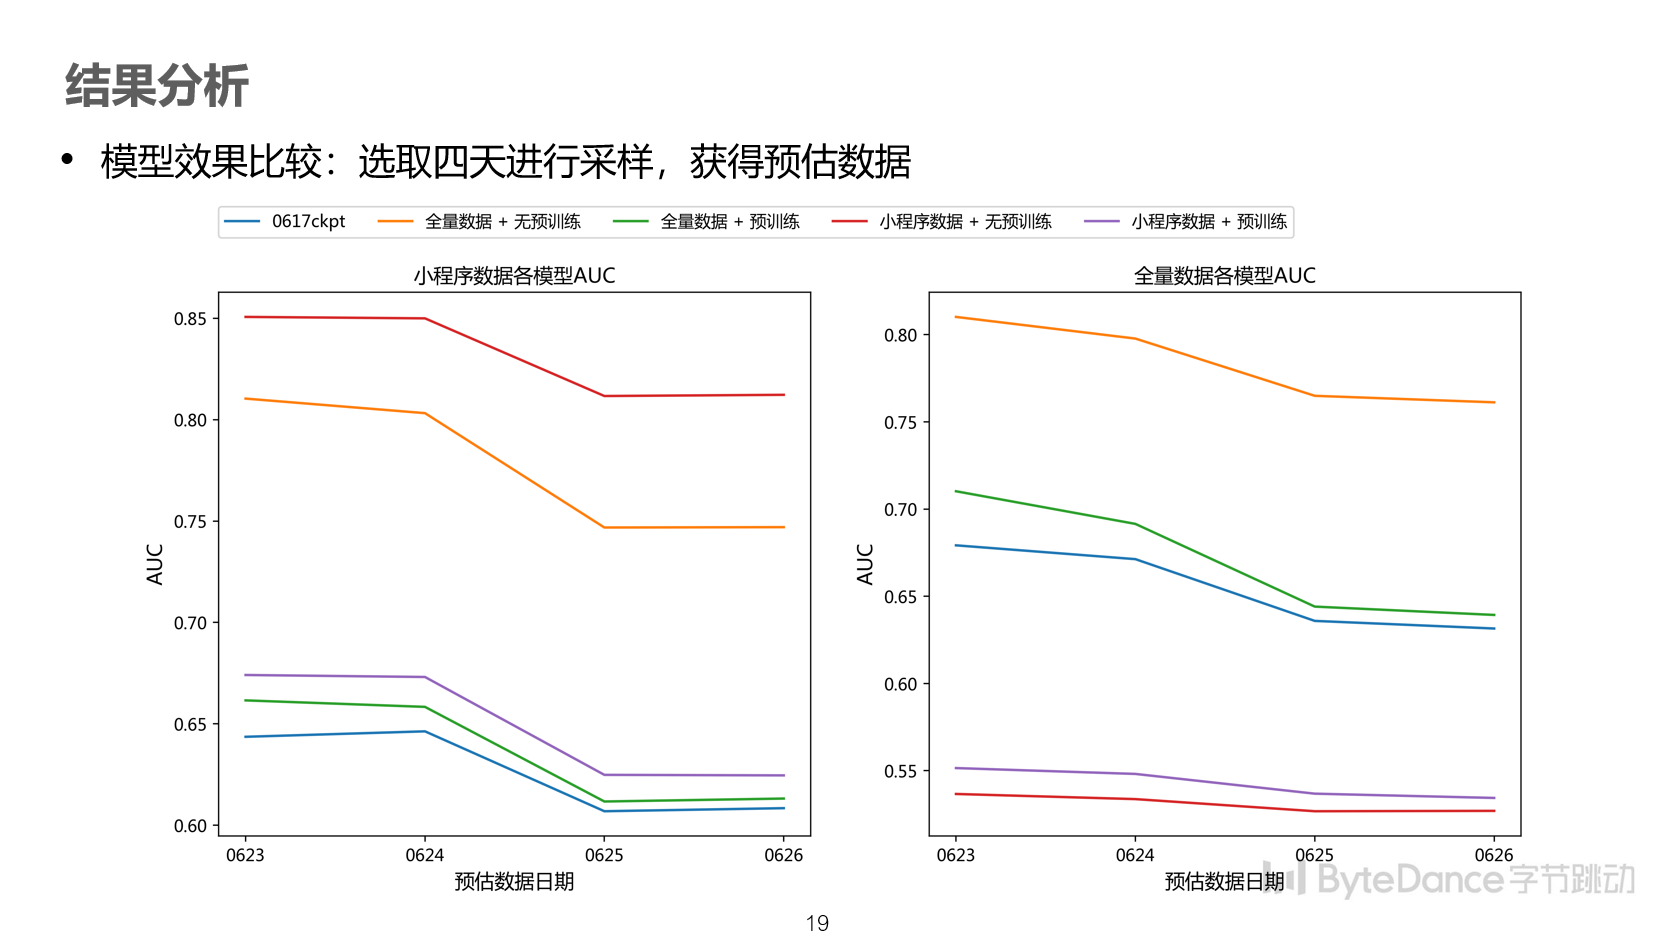 结果分析
• 模型效果比较：选取四天进行采样，获得预估数据
0617ckpt 全量数据 + 无预训练 全量数据 + 预训练 小程序数据 + 无预训练 小程序数据 + 预训练
小程序数据各模型AUC
0.85
0.80
0.75
0.70
0.65
0.60
AUC
0623 0624 0625 0626
预估数据日期
全量数据各模型AUC
0.80
0.75
0.70
0.65
0.60
0.55
AUC
0623 0624 0625 0626
预估数据日期
ByteDance字节跳动
19